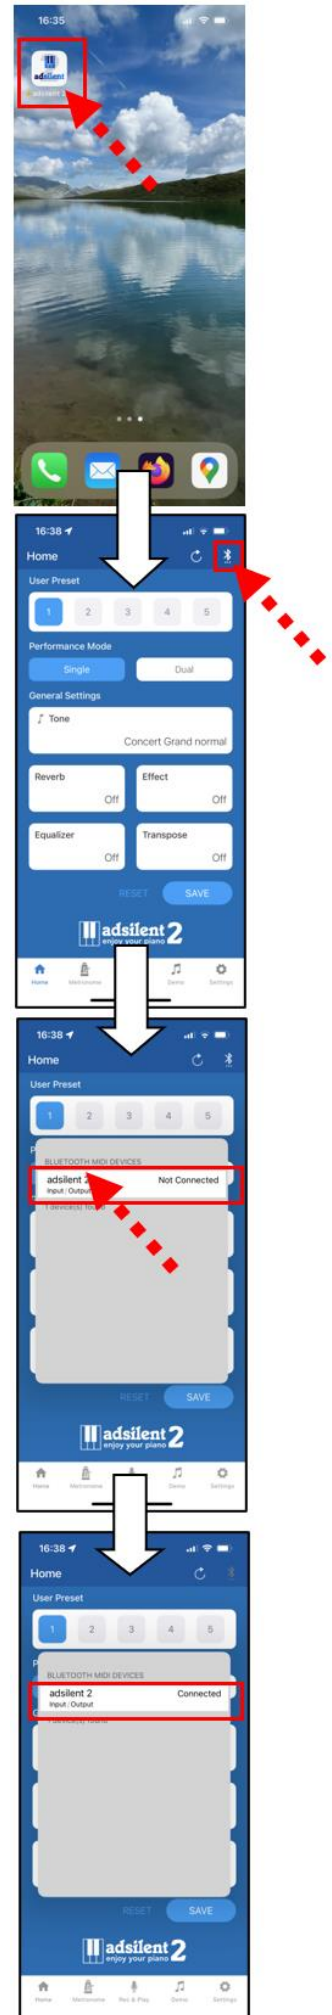 16:35
adsilent
adsilent 2
16:38
Home
User Preset
1 2 3 4 5
Performance Mode
Single Dual
General Settings
Tone
Concert Grand normal
Reverb Effect
Off Off
Equalizer Transpose
Off Off
RESET SAVE
adsilent 2
enjoy your piano
Home Metronome Demo Settings
16:38
Home
User Preset
1 2 3 4 5
P
BLUETOOTH MIDI DEVICES
adsilent 2 Not Connected
Input | Output
1 device(s) found
RESET SAVE
adsilent 2
enjoy your piano
Home Metronome Demo Settings
16:38
Home
User Preset
1 2 3 4 5
P
BLUETOOTH MIDI DEVICES
adsilent 2 Connected
Input | Output
G
1 device(s) found
RESET SAVE
adsilent 2
enjoy your piano
Home Metronome Rec & Play Demo Settings